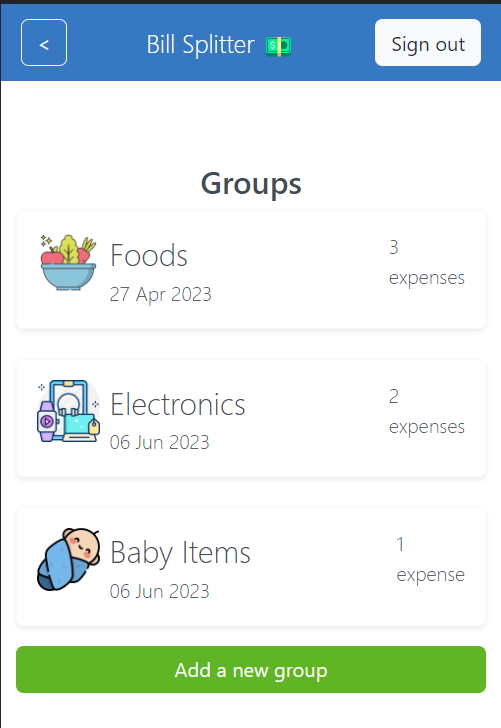 <
Bill Splitter 💵
Sign out
Groups
Foods
27 Apr 2023
3
expenses
Electronics
06 Jun 2023
2
expenses
Baby Items
06 Jun 2023
1
expense
Add a new group